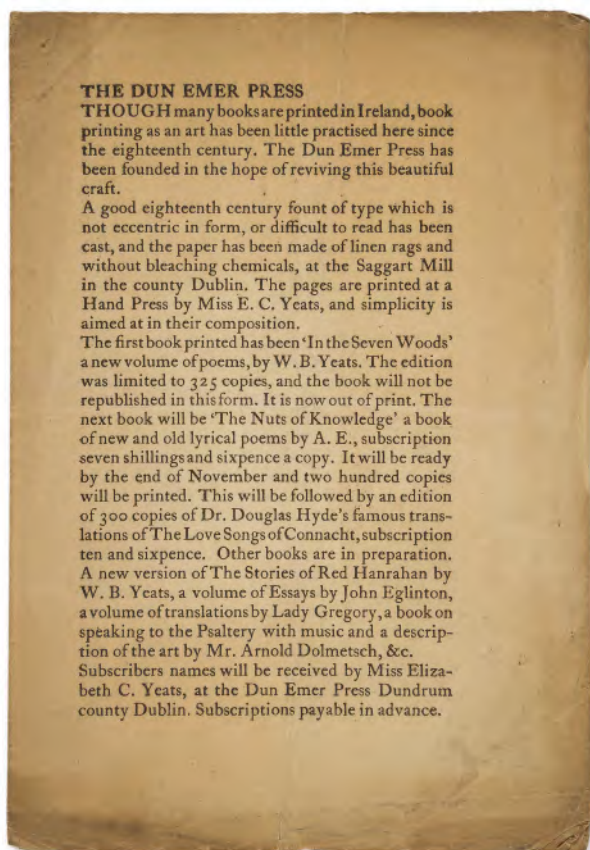 THE DUN EMER PRESS
THOUGH many books are printed in Ireland, book
printing as an art has been little practised here since
the eighteenth century. The Dun Emer Press has
been founded in the hope of reviving this beautiful
craft.
A good eighteenth century fount of type which is
not eccentric in form, or difficult to read has been
cast, and the paper has been made of linen rags and
without bleaching chemicals, at the Saggart Mill
in the county Dublin. The pages are printed at a
Hand Press by Miss E. C. Yeats, and simplicity is
aimed at in their composition.
The first book printed has been 'In the Seven Woods'
a new volume of poems, by W. B. Yeats. The edition
was limited to 325 copies, and the book will not be
republished in this form. It is now out of print. The
next book will be 'The Nuts of Knowledge' a book
of new and old lyrical poems by A. E., subscription
seven shillings and sixpence a copy. It will be ready
by the end of November and two hundred copies
will be printed. This will be followed by an edition
of 300 copies of Dr. Douglas Hyde's famous trans-
lations of The Love Songs of Connacht, subscription
ten and sixpence. Other books are in preparation.
A new version of The Stories of Red Hanrahan by
W. B. Yeats, a volume of Essays by John Eglinton,
a volume of translations by Lady Gregory, a book on
speaking to the Psaltery with music and a descrip-
tion of the art by Mr. Arnold Dolmetsch, &c.
Subscribers names will be received by Miss Eliza-
beth C. Yeats, at the Dun Emer Press Dundrum
county Dublin. Subscriptions payable in advance.